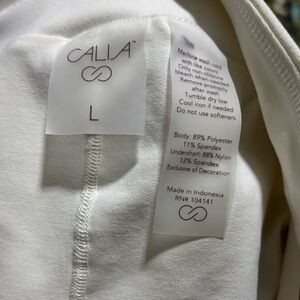 CALIA™
L
Machine wash cold
with like colors
Only non-chlorine
bleach when needed
Remove promptly
after wash
Tumble dry low
Cool iron if needed
Do not use softeners
Body: 89% Polyester
11% Spandex
Undershort: 88% Nylon
12% Spandex
Exclusive of Decoration
Made in Indonesia
RN# 104141